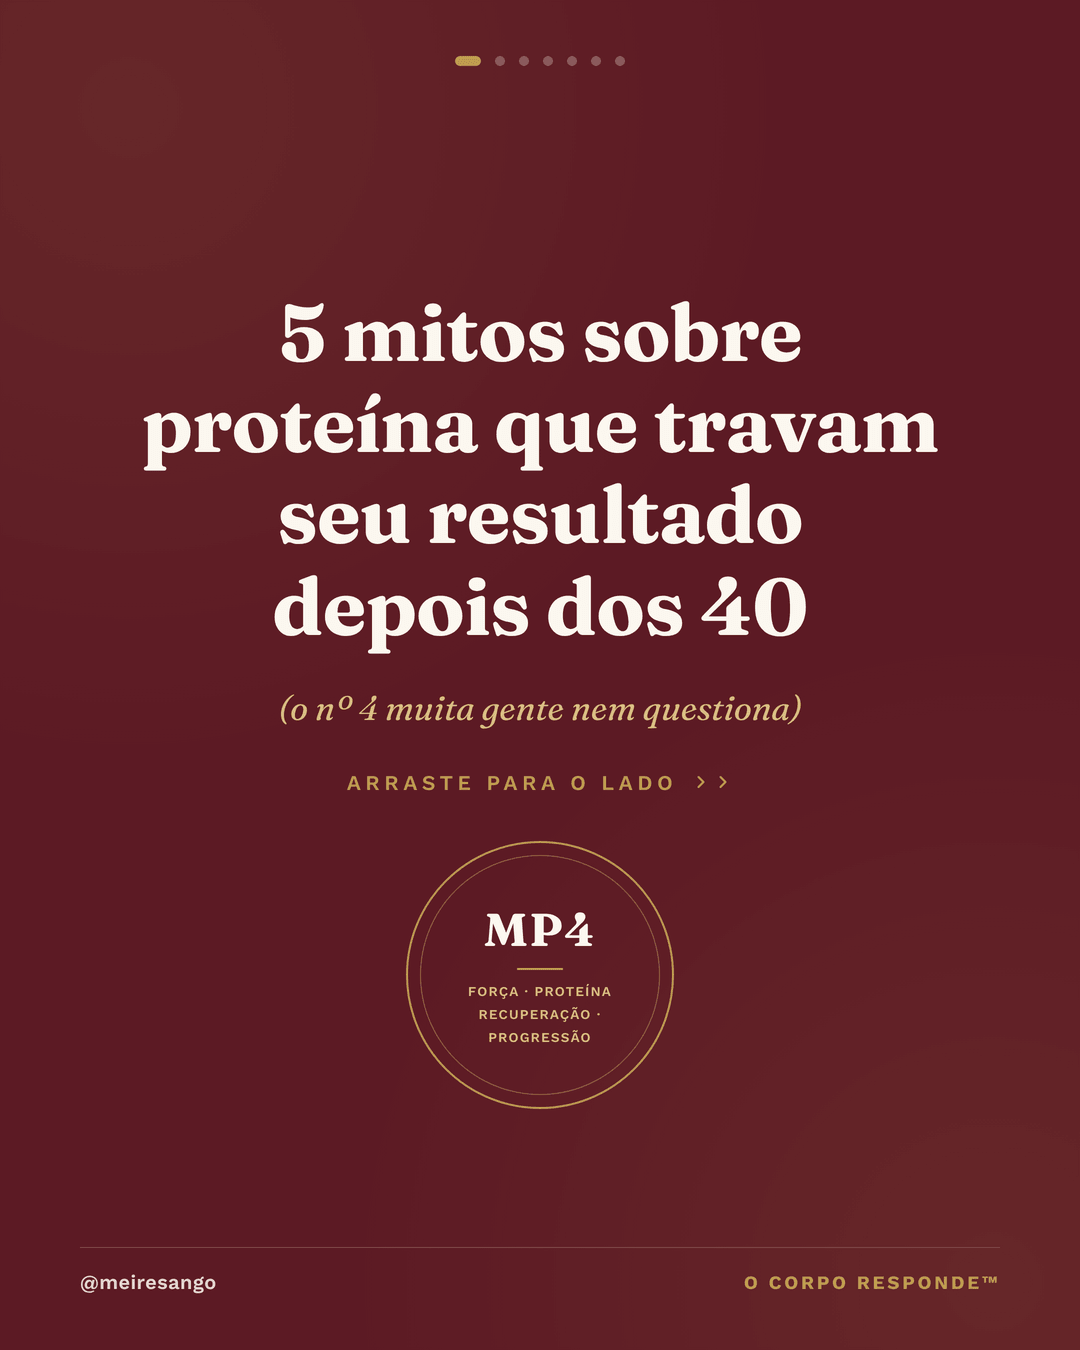 5 mitos sobre
proteína que travam
seu resultado
depois dos 40
(o nº 4 muita gente nem questiona)
ARRASTE PARA O LADO >>
MP4
FORÇA · PROTEÍNA
RECUPERAÇÃO ·
PROGRESSÃO
@meiresango
O CORPO RESPONDE™